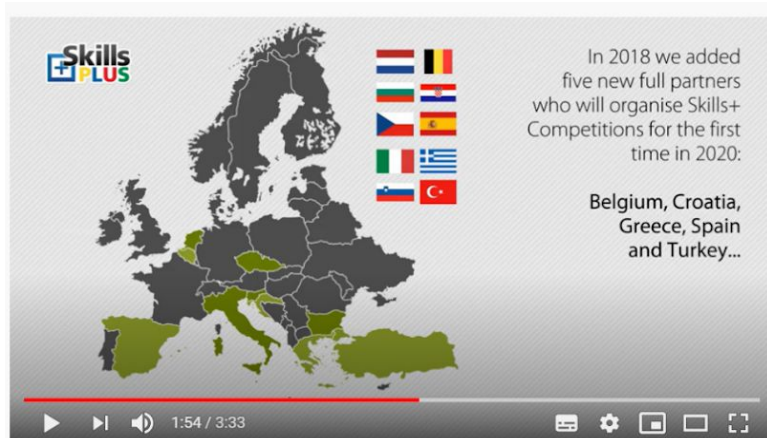 Skills
PLUS
In 2018 we added
five new full partners
who will organise Skills+
Competitions for the first
time in 2020:
Belgium, Croatia,
Greece, Spain
and Turkey...
1:54 / 3:33